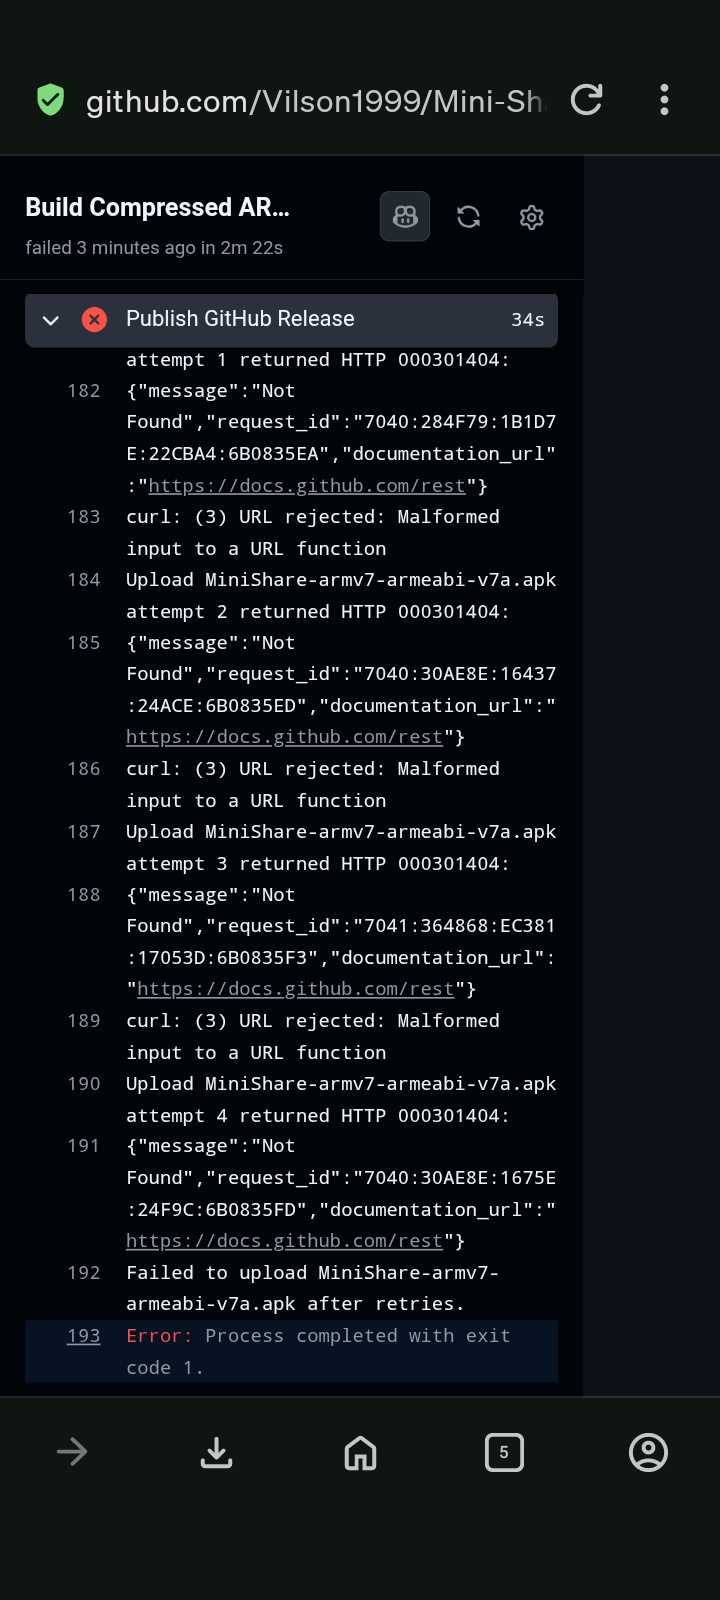 github.com/Vilson1999/Mini-Sh
Build Compressed AR...
failed 3 minutes ago in 2m 22s
Publish GitHub Release 34s
attempt 1 returned HTTP 000301404:
182 {"message":"Not
Found","request_id":"7040:284F79:1B1D7
E:22CBA4:6B0835EA","documentation_url"
:"https://docs.github.com/rest"}
183 curl: (3) URL rejected: Malformed
input to a URL function
184 Upload MiniShare-armv7-armeabi-v7a.apk
attempt 2 returned HTTP 000301404:
185 {"message":"Not
Found","request_id":"7040:30AE8E:16437
:24ACE:6B0835ED","documentation_url":"
https://docs.github.com/rest"}
186 curl: (3) URL rejected: Malformed
input to a URL function
187 Upload MiniShare-armv7-armeabi-v7a.apk
attempt 3 returned HTTP 000301404:
188 {"message":"Not
Found","request_id":"7041:364868:EC381
:17053D:6B0835F3","documentation_url":
"https://docs.github.com/rest"}
189 curl: (3) URL rejected: Malformed
input to a URL function
190 Upload MiniShare-armv7-armeabi-v7a.apk
attempt 4 returned HTTP 000301404:
191 {"message":"Not
Found","request_id":"7040:30AE8E:1675E
:24F9C:6B0835FD","documentation_url":"
https://docs.github.com/rest"}
192 Failed to upload MiniShare-armv7-
armeabi-v7a.apk after retries.
193 Error: Process completed with exit
code 1.
5